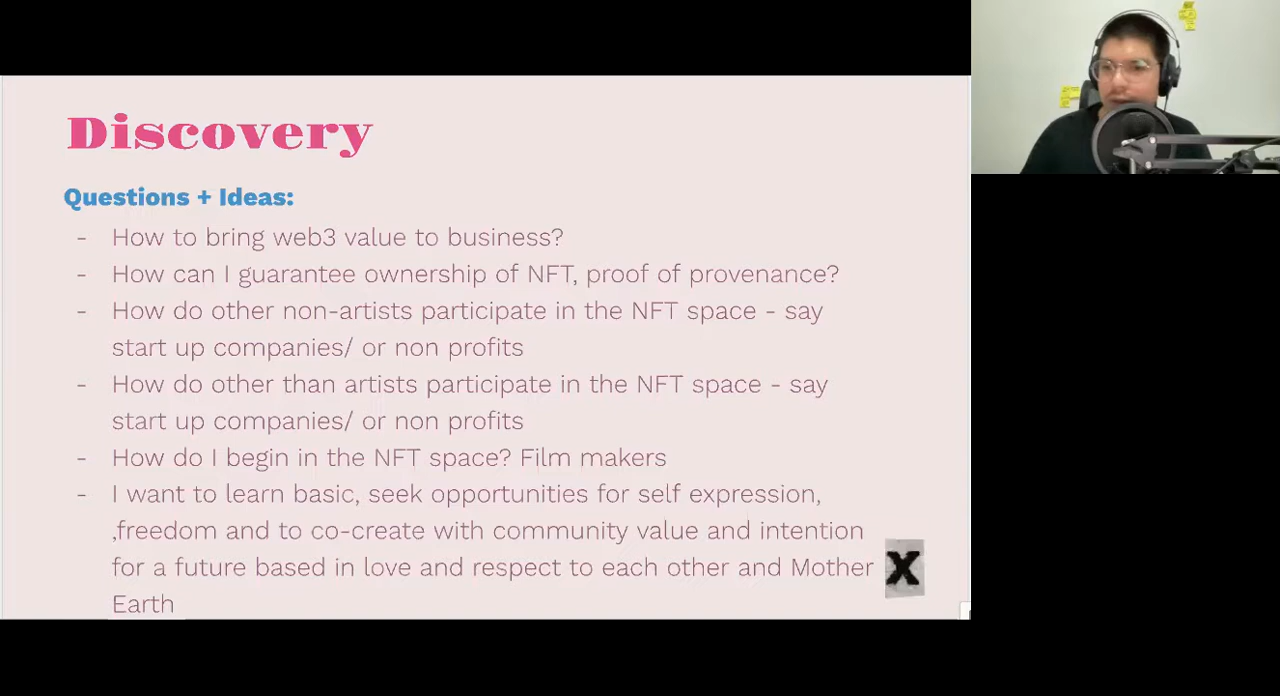 Discovery
Questions + Ideas:
- How to bring web3 value to business?
- How can I guarantee ownership of NFT, proof of provenance?
- How do other non-artists participate in the NFT space - say
start up companies/ or non profits
- How do other than artists participate in the NFT space - say
start up companies/ or non profits
- How do I begin in the NFT space? Film makers
- I want to learn basic, seek opportunities for self expression,
,freedom and to co-create with community value and intention
for a future based in love and respect to each other and Mother
Earth
X